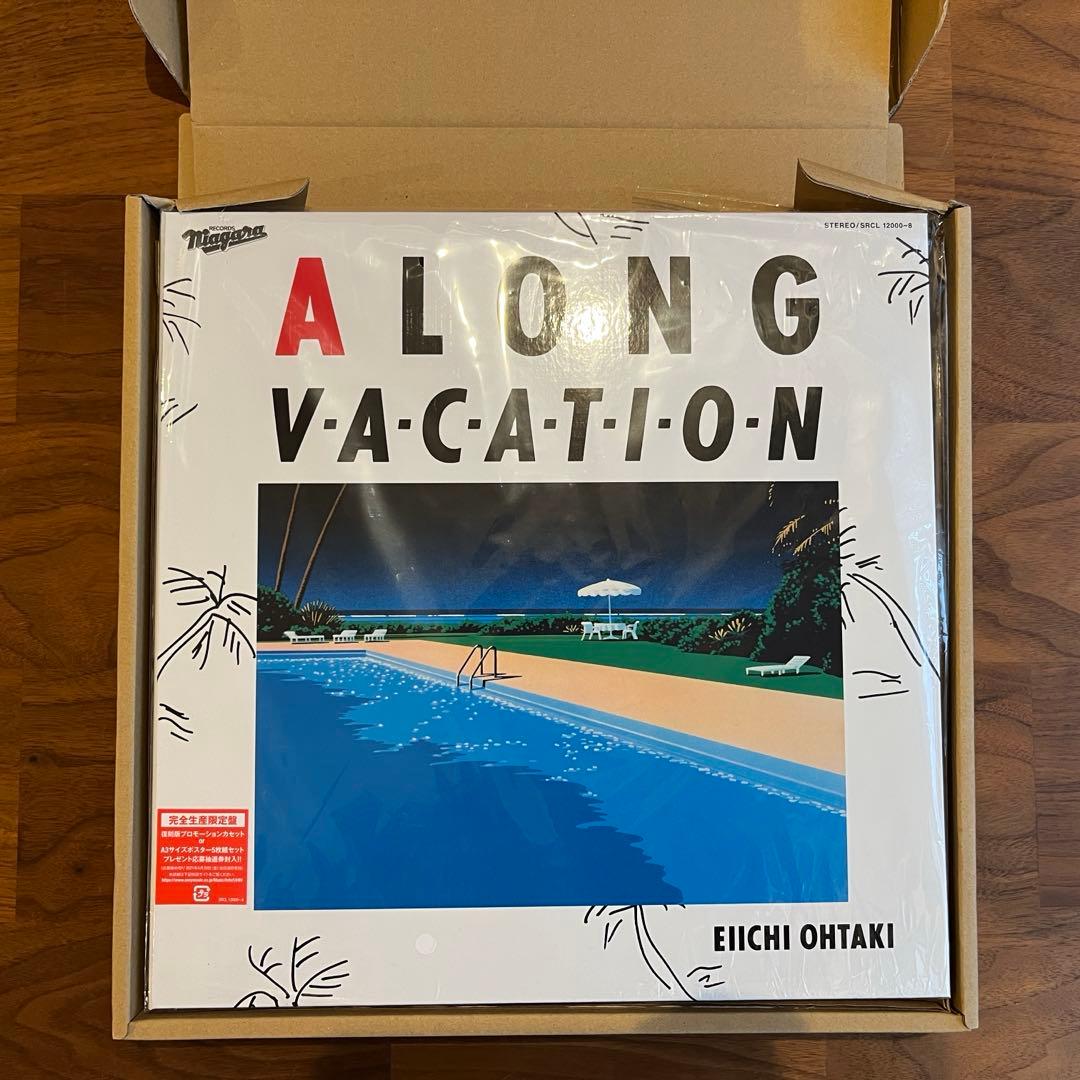 RECORDS
Niagara
STEREO/SRCL 12000~8
A LONG
V·A·C·A·T·I·O·N
完全生産限定盤
復刻版プロモーションカセット
or
A3サイズポスター5枚組セット
プレゼント応募抽選券封入!!
SRCL 12000~8
EIICHI OHTAKI